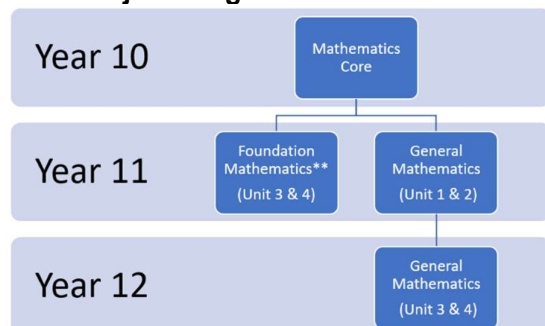 Year 10
Mathematics
Core
Year 11
Foundation
Mathematics**
(Unit 3 & 4)
General
Mathematics
(Unit 1 & 2)
Year 12
General
Mathematics
(Unit 3 & 4)